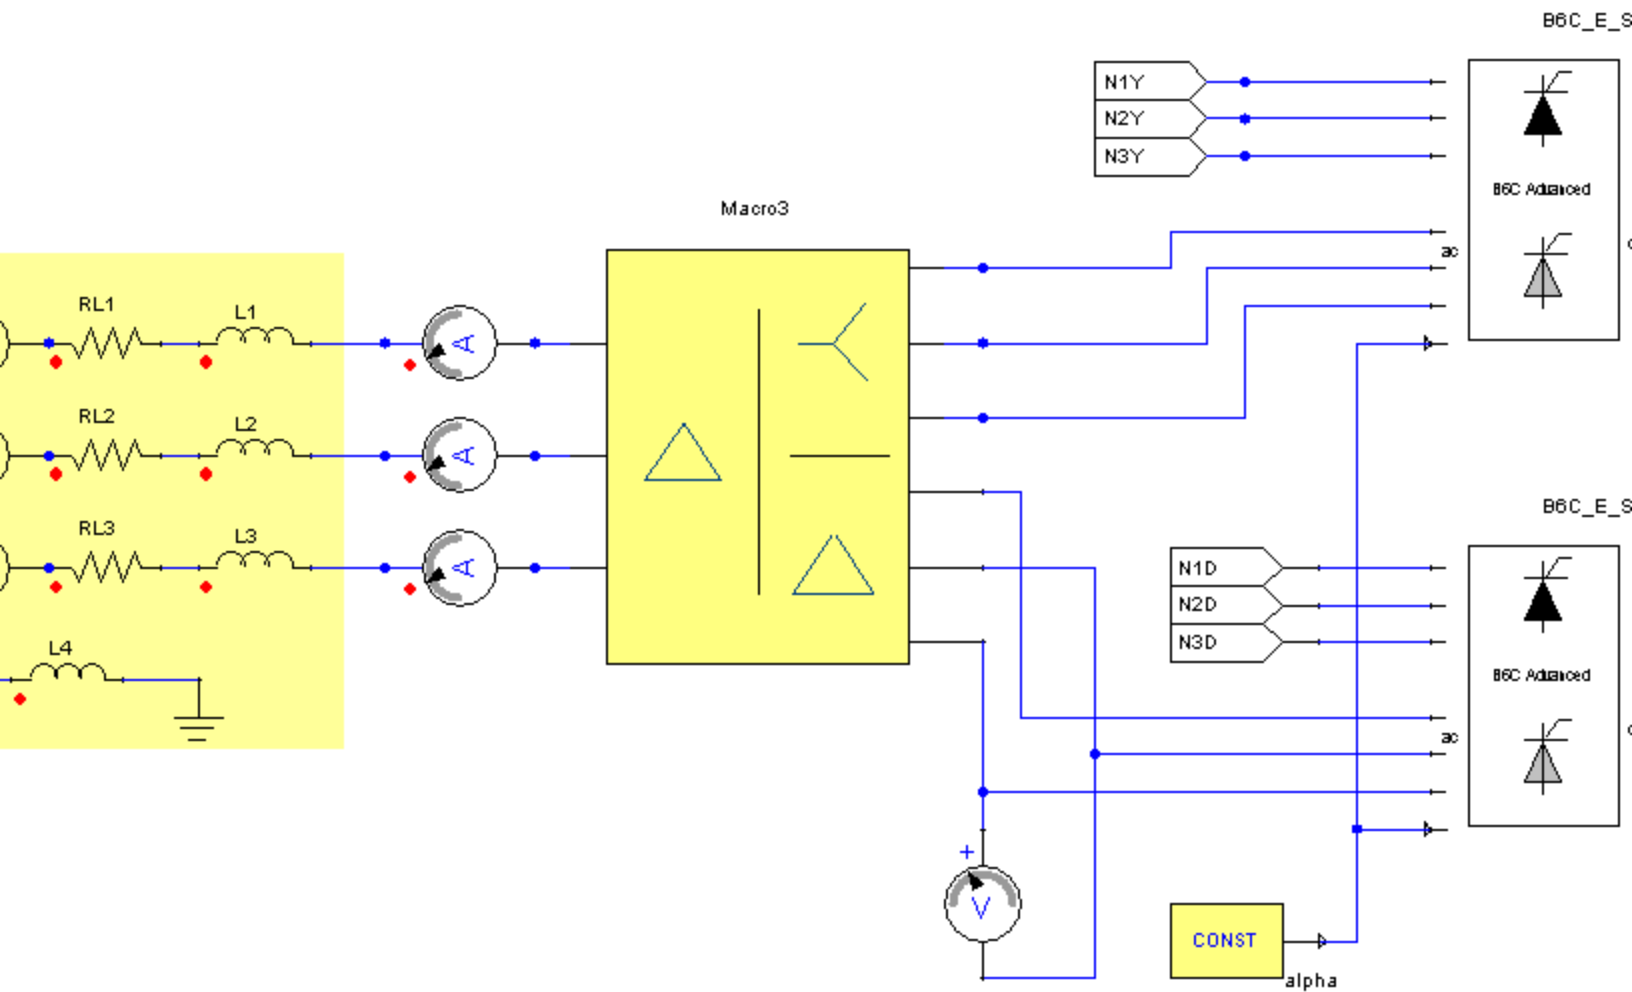 B6C_E_S
N1Y
N2Y
N3Y
B6C Advanced
Macro3
ac
RL1
L1
A
RL2
L2
A
B6C_E_S
RL3
L3
A
N1D
N2D
N3D
L4
B6C Advanced
ac
+
V
CONST
alpha